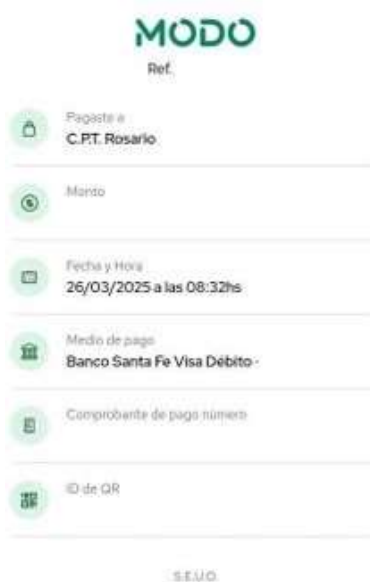 MODO
Ref.
Pagaste a
C.P.T. Rosario
Monto
Fecha y Hora
26/03/2025 a las 08:32hs
Medio de pago
Banco Santa Fe Visa Débito -
Comprobante de pago número
ID de QR
S.E.U.O.